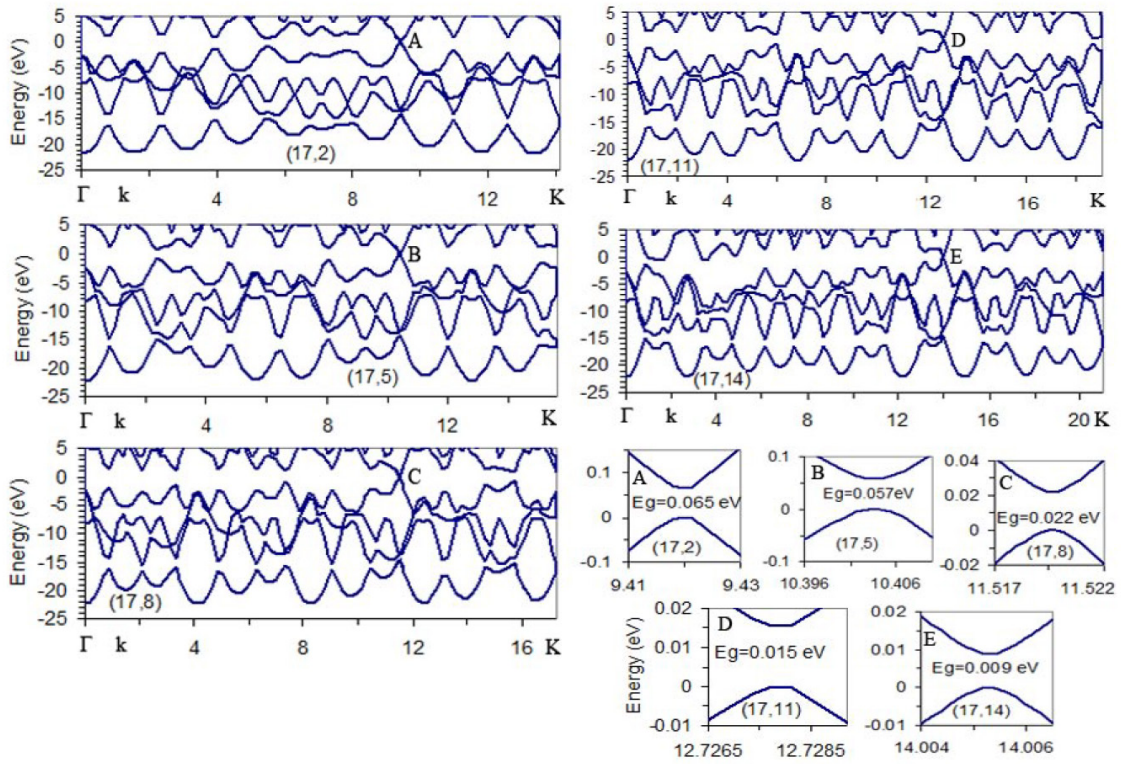 5
0
-5
-10
-15
-20
-25
Energy (eV)
A
(17,2)
Γ k 4 8 12 K
5
0
-5
-10
-15
-20
-25
D
(17,11)
Γ k 4 8 12 16 K
5
0
-5
-10
-15
-20
-25
Energy (eV)
B
(17,5)
Γ k 4 8 12 K
5
0
-5
-10
-15
-20
-25
E
(17,14)
Γ k 4 8 12 16 20 K
5
0
-5
-10
-15
-20
-25
Energy (eV)
C
(17,8)
Γ k 4 8 12 16 K
0.1
0
-0.1
A
Eg=0.065 eV
(17,2)
9.41 9.43
0.1
0
-0.1
B
Eg=0.057eV
(17,5)
10.396 10.406
0.04
0.02
0
-0.02
C
Eg=0.022 eV
(17,8)
11.517 11.522
Energy (eV)
0.02
0.01
0
-0.01
D
Eg=0.015 eV
(17,11)
12.7265 12.7285
0.02
0.01
0
-0.01
E
Eg=0.009 eV
(17,14)
14.004 14.006